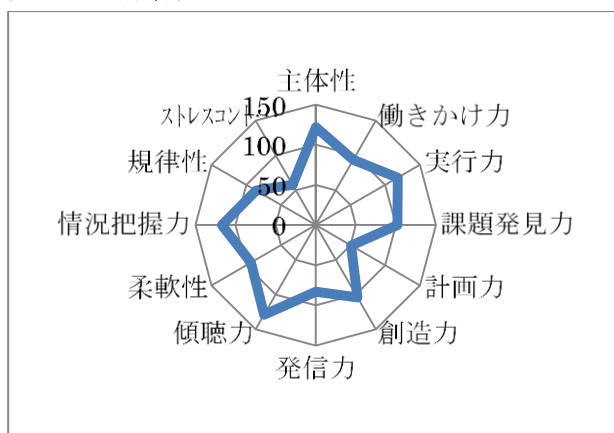 主体性
働きかけ力
実行力
課題発見力
計画力
創造力
発信力
傾聴力
柔軟性
情況把握力
規律性
ストレスコント
150
100
50
0